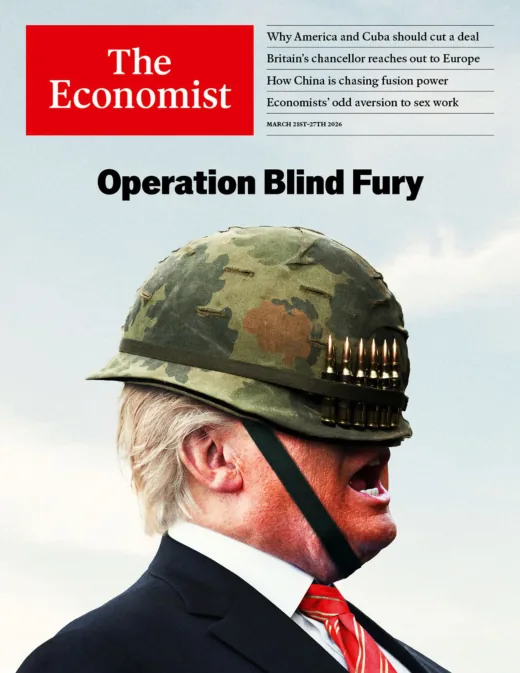 The
Economist
Why America and Cuba should cut a deal
Britain's chancellor reaches out to Europe
How China is chasing fusion power
Economists' odd aversion to sex work
MARCH 21ST–27TH 2026
Operation Blind Fury